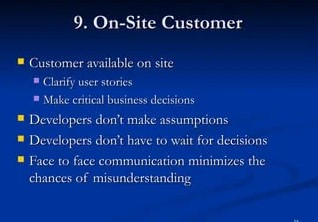 9. On-Site Customer
Customer available on site
Clarify user stories
Make critical business decisions
Developers don't make assumptions
Developers don't have to wait for decisions
Face to face communication minimizes the
chances of misunderstanding